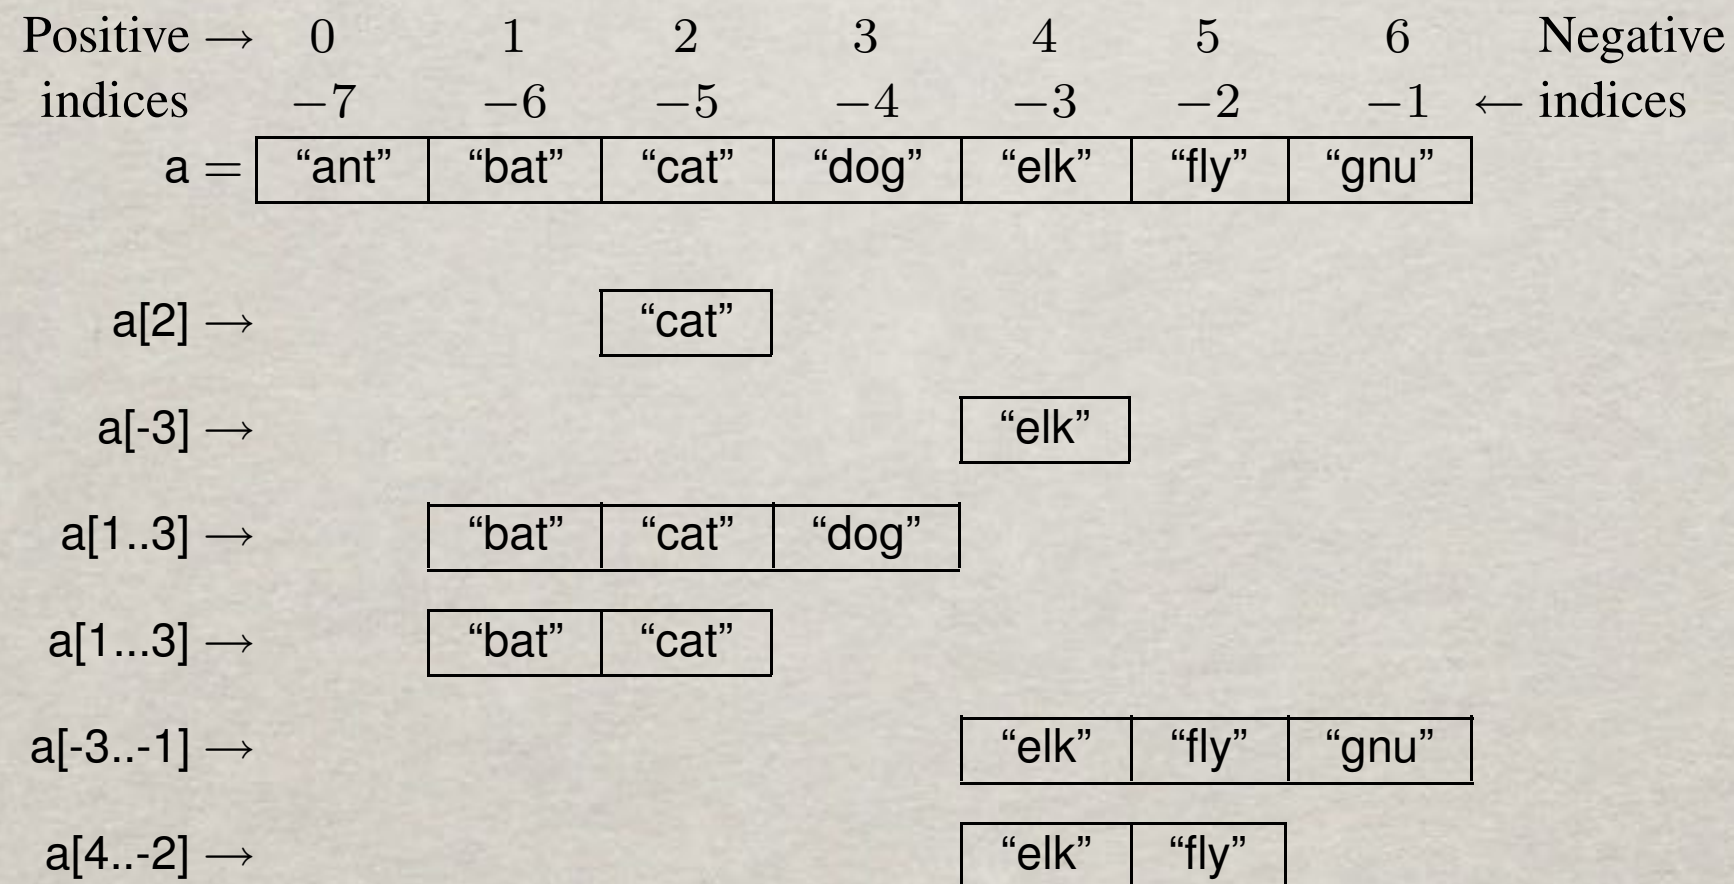 Positive → 0 1 2 3 4 5 6 Negative
indices −7 −6 −5 −4 −3 −2 −1 ← indices
a = “ant” “bat” “cat” “dog” “elk” “fly” “gnu”
a[2] → “cat”
a[-3] → “elk”
a[1..3] → “bat” “cat” “dog”
a[1...3] → “bat” “cat”
a[-3..-1] → “elk” “fly” “gnu”
a[4..-2] → “elk” “fly”